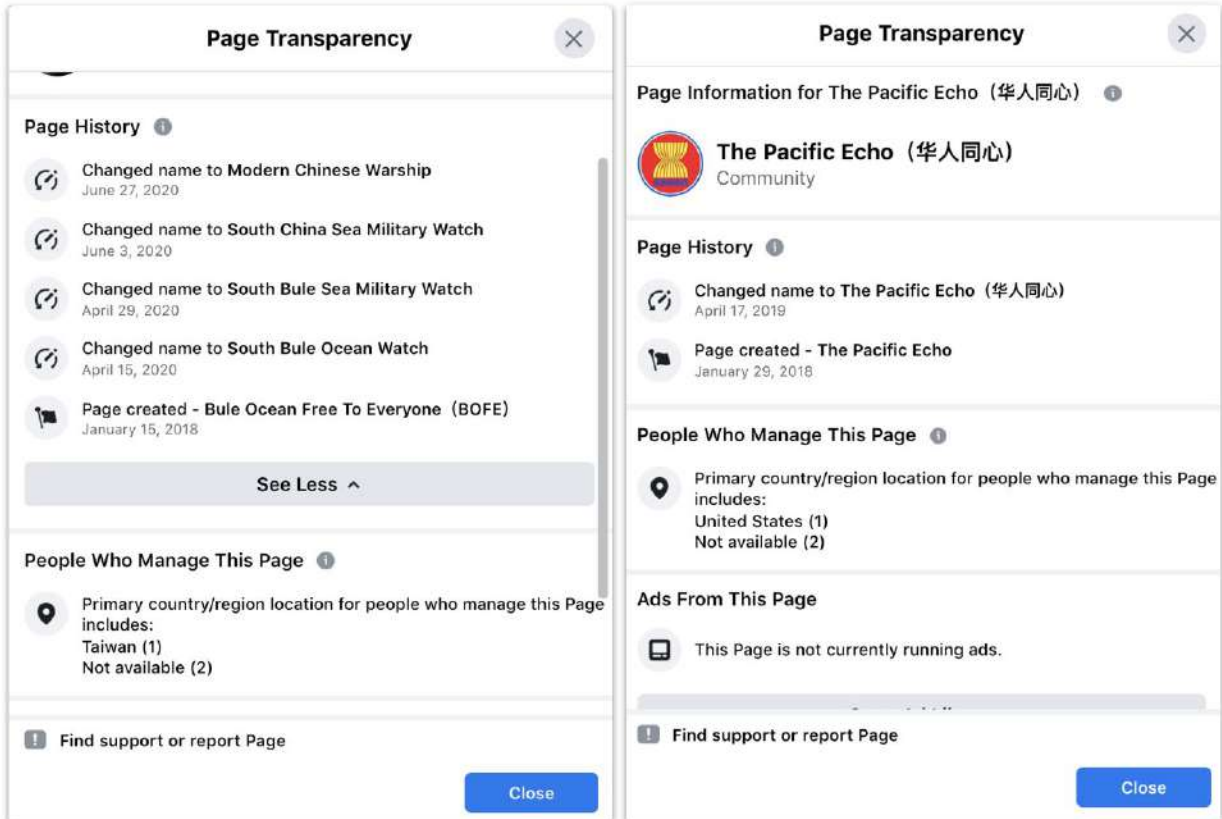 Page Transparency
Page History
Changed name to Modern Chinese Warship
June 27, 2020
Changed name to South China Sea Military Watch
June 3, 2020
Changed name to South Bule Sea Military Watch
April 29, 2020
Changed name to South Bule Ocean Watch
April 15, 2020
Page created - Bule Ocean Free To Everyone（BOFE）
January 15, 2018
See Less
People Who Manage This Page
Primary country/region location for people who manage this Page
includes:
Taiwan (1)
Not available (2)
Find support or report Page
Close
Page Transparency
Page Information for The Pacific Echo（华人同心）
The Pacific Echo（华人同心）
Community
Page History
Changed name to The Pacific Echo（华人同心）
April 17, 2019
Page created - The Pacific Echo
January 29, 2018
People Who Manage This Page
Primary country/region location for people who manage this Page
includes:
United States (1)
Not available (2)
Ads From This Page
This Page is not currently running ads.
Find support or report Page
Close